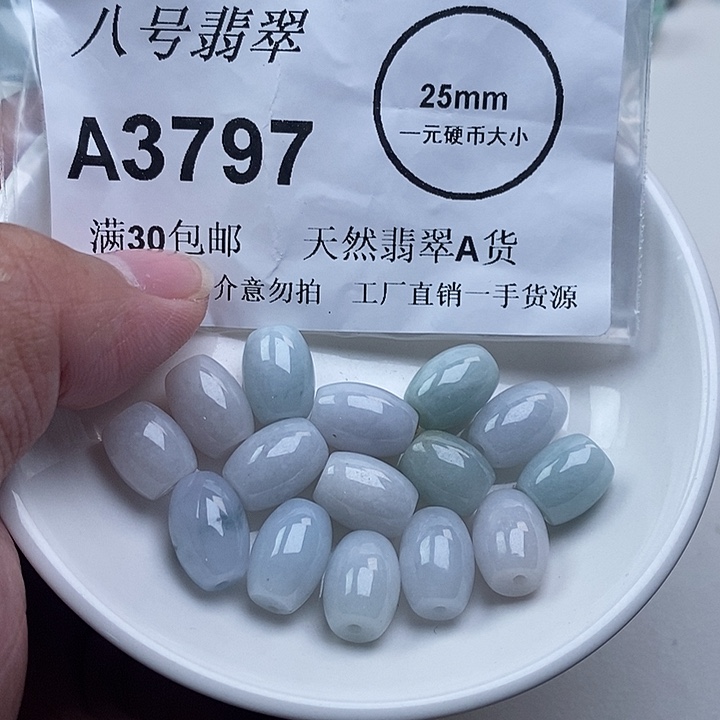 八号翡翠
A3797
25mm
一元硬币大小
满30包邮 天然翡翠A货
介意勿拍 工厂直销一手货源